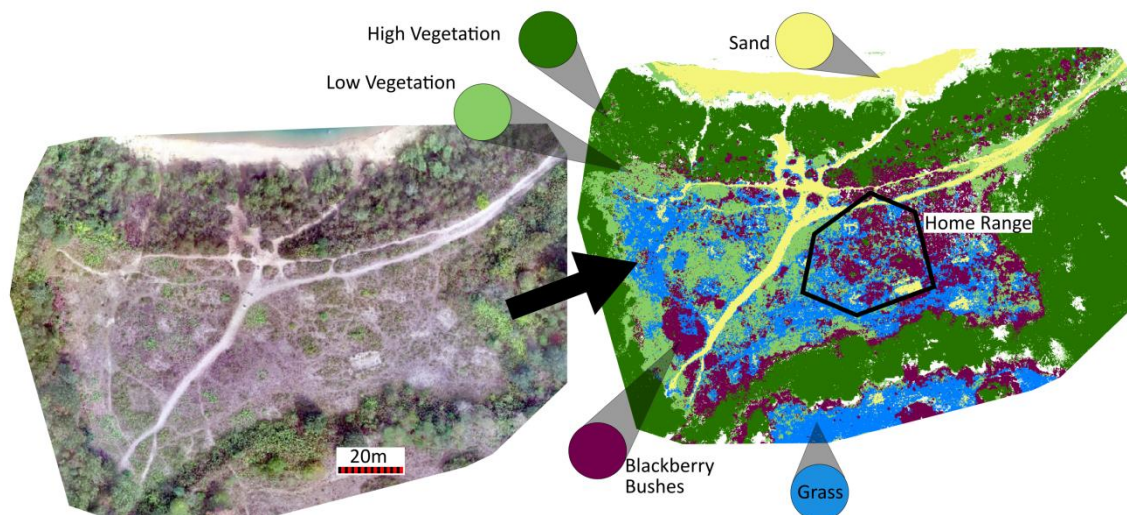 High Vegetation
Sand
Low Vegetation
Home Range
20m
Blackberry
Bushes
Grass